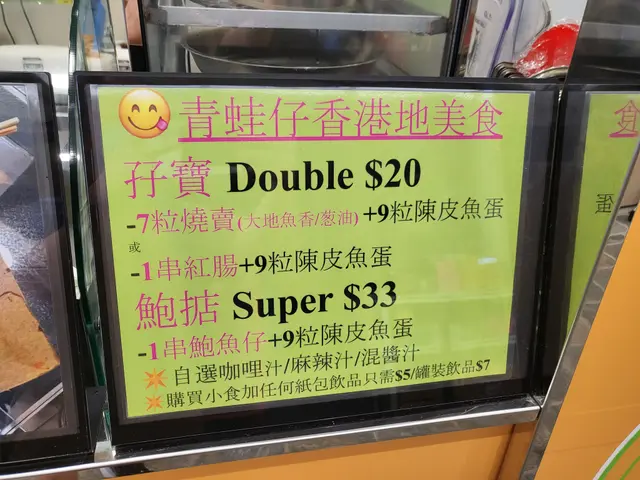 青蛙仔香港地美食
孖寶 Double $20
-7粒燒賣(大地魚香/葱油)+9粒陳皮魚蛋
或
-1串紅腸+9粒陳皮魚蛋
鮑掂 Super $33
-1串鮑魚仔+9粒陳皮魚蛋
自選咖哩汁/麻辣汁/混醬汁
購買小食加任何紙包飲品只需$5/罐裝飲品$7
食
蛋